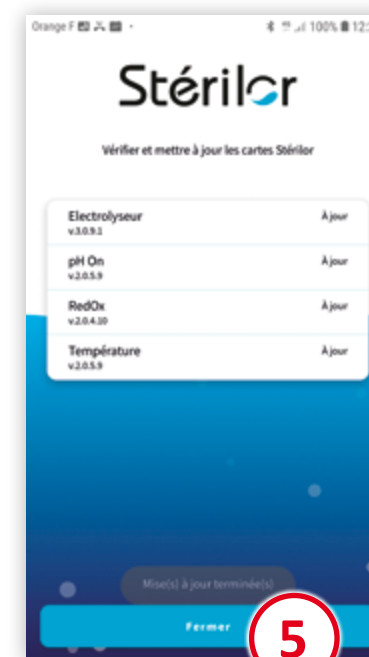 Orange F
100% 12:
Stérilor
Vérifier et mettre à jour les cartes Stérilor
Electrolyseur À jour
v.3.0.9.1
pH On À jour
v.2.0.5.9
RedOx À jour
v.2.0.4.10
Température À jour
v.2.0.5.9
Mise(s) à jour terminée(s)
Fermer
5